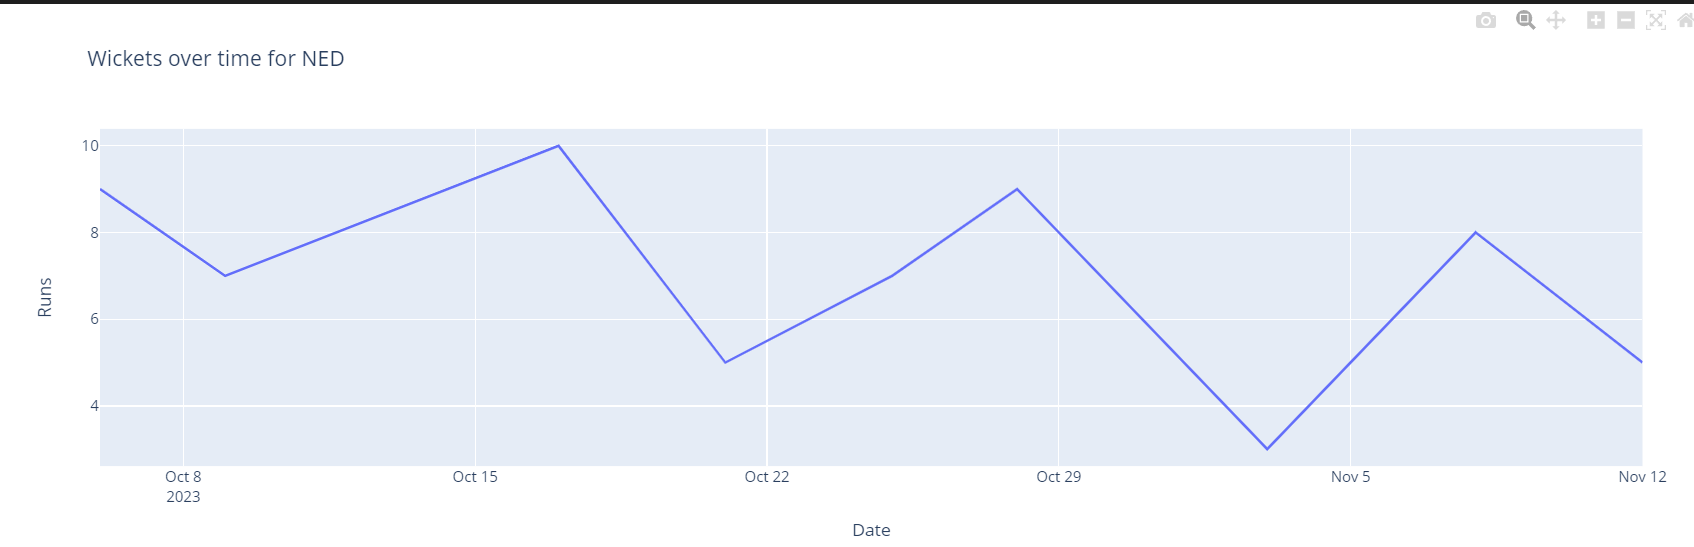 Wickets over time for NED
10
8
6
4
Runs
Oct 8
2023
Oct 15
Oct 22
Oct 29
Nov 5
Nov 12
Date